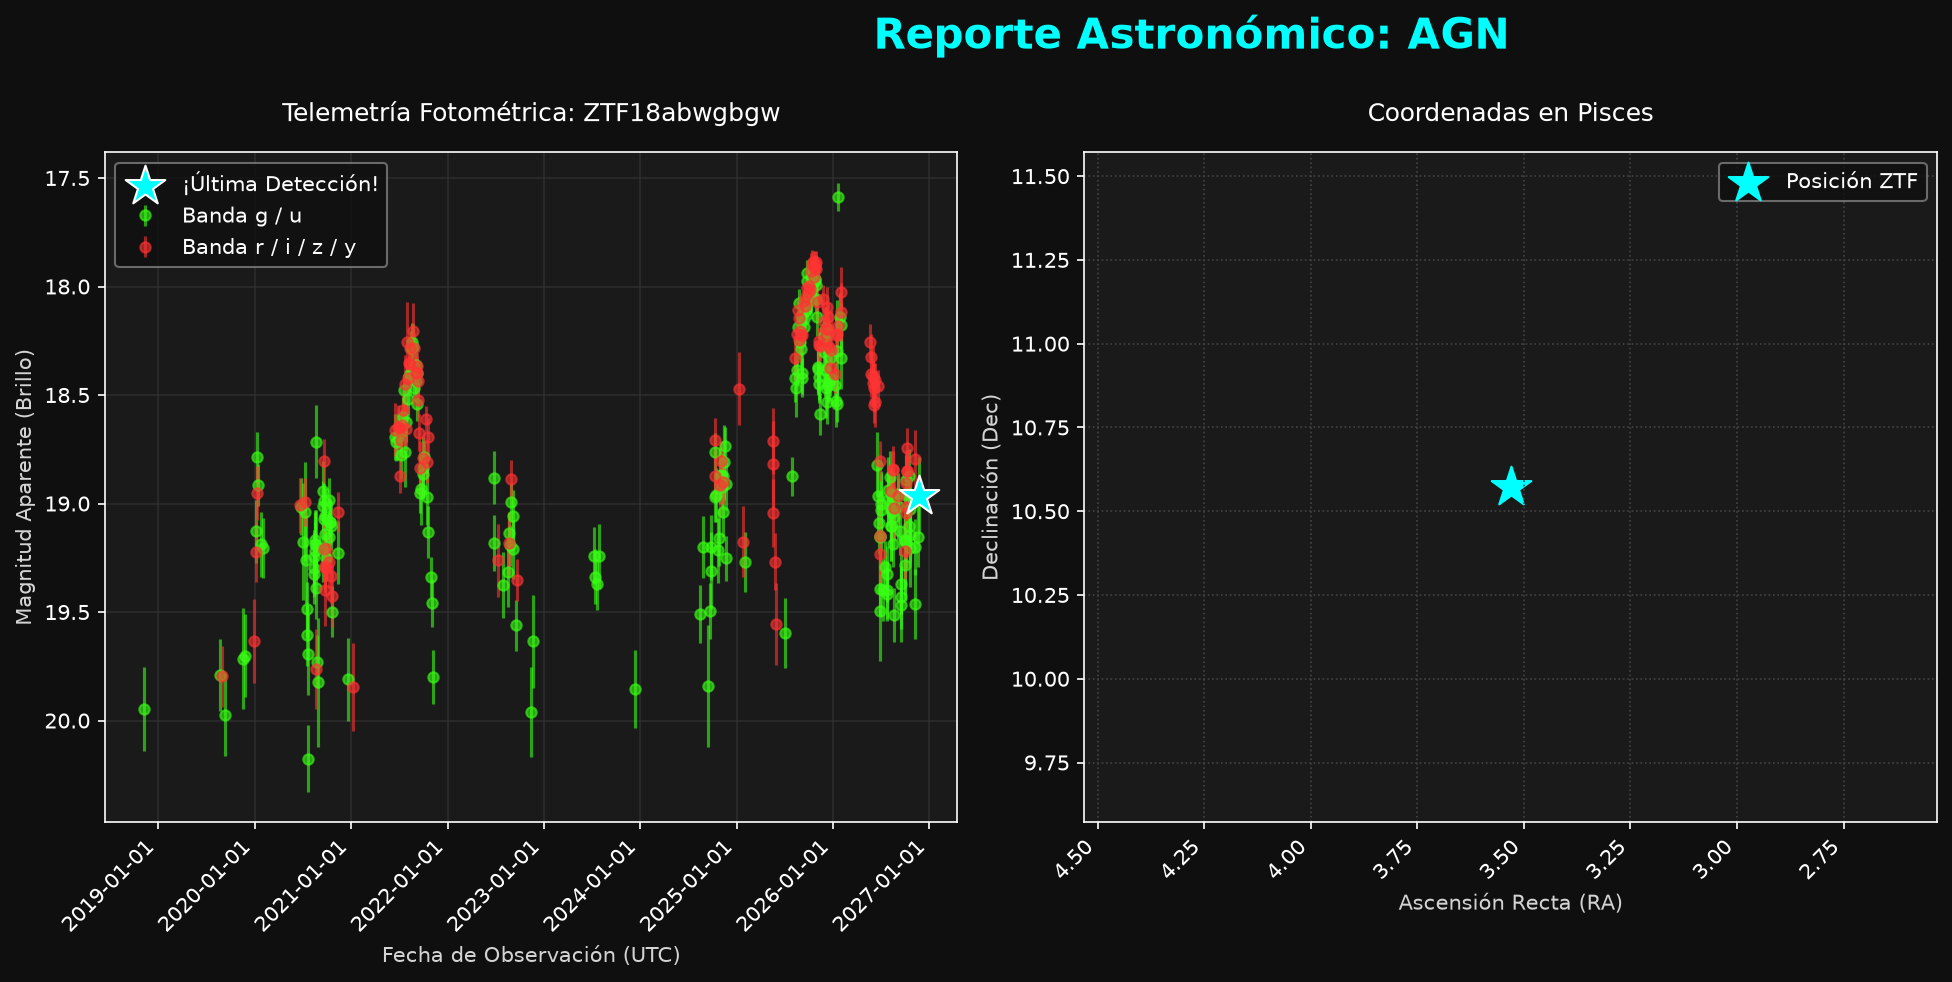 Reporte Astronómico: AGN
Telemetría Fotométrica: ZTF18abwgbgw
¡Última Detección!
Banda g / u
Banda r / i / z / y
Magnitud Aparente (Brillo)
17.5
18.0
18.5
19.0
19.5
20.0
2019-01-01
2020-01-01
2021-01-01
2022-01-01
2023-01-01
2024-01-01
2025-01-01
2026-01-01
2027-01-01
Fecha de Observación (UTC)
Coordenadas en Pisces
Posición ZTF
Declinación (Dec)
11.50
11.25
11.00
10.75
10.50
10.25
10.00
9.75
4.50
4.25
4.00
3.75
3.50
3.25
3.00
2.75
Ascensión Recta (RA)